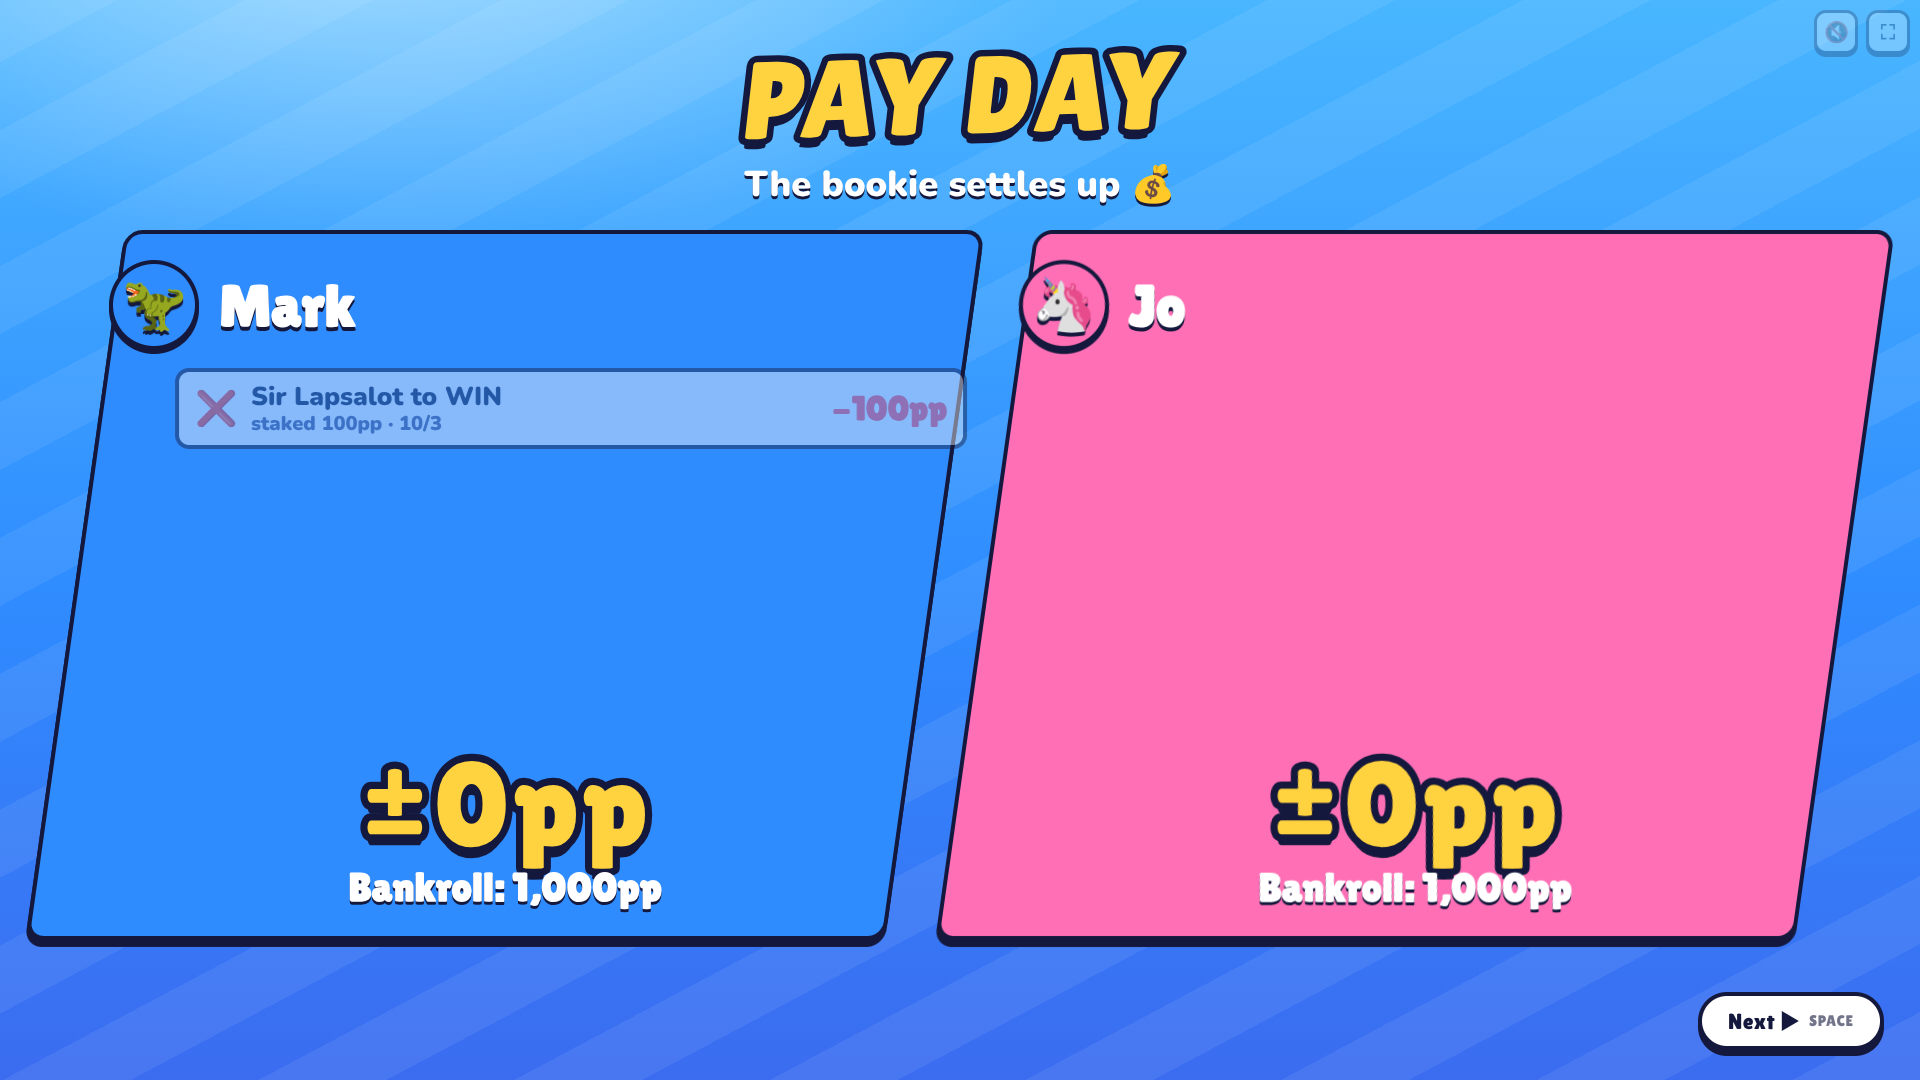 PAY DAY
The bookie settles up
Mark
Sir Lapsalot to WIN
staked 100pp · 10/3
-100pp
±0pp
Bankroll: 1,000pp
Jo
±0pp
Bankroll: 1,000pp
Next SPACE